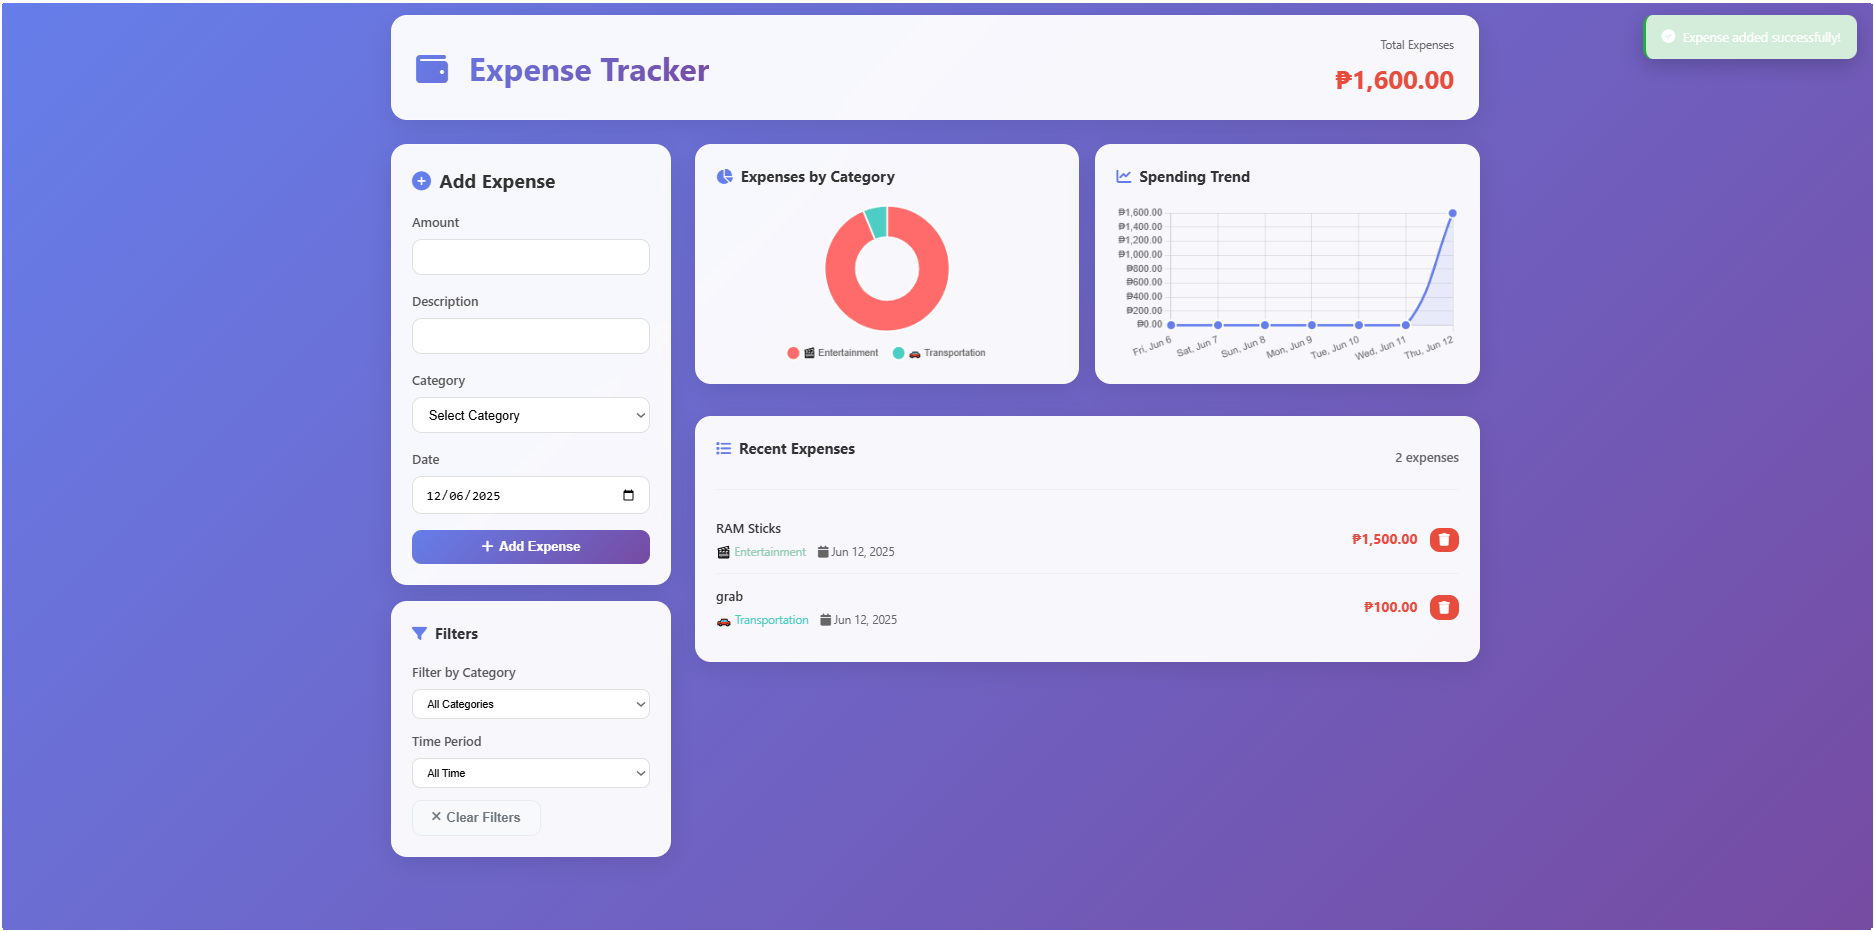 Expense Tracker
Total Expenses
₱1,600.00
Expense added successfully!
Add Expense
Amount
Description
Category
Select Category
Date
12/06/2025
Add Expense
Filters
Filter by Category
All Categories
Time Period
All Time
Clear Filters
Expenses by Category
Entertainment
Transportation
Spending Trend
₱1,600.00
₱1,400.00
₱1,200.00
₱1,000.00
₱800.00
₱600.00
₱400.00
₱200.00
₱0.00
Fri, Jun 6
Sat, Jun 7
Sun, Jun 8
Mon, Jun 9
Tue, Jun 10
Wed, Jun 11
Thu, Jun 12
Recent Expenses
2 expenses
RAM Sticks
Entertainment Jun 12, 2025
₱1,500.00
grab
Transportation Jun 12, 2025
₱100.00